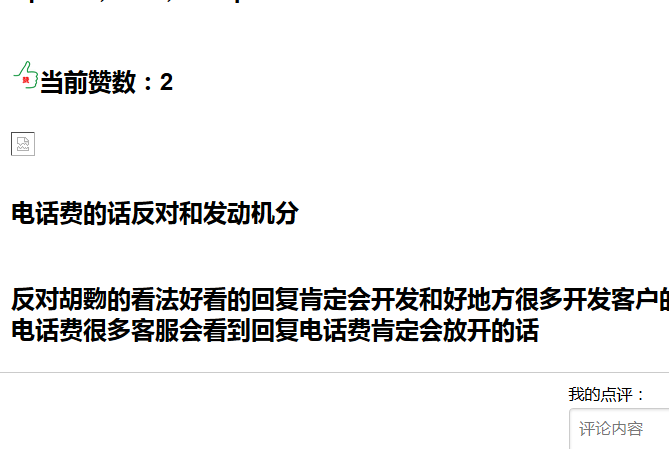 当前赞数：2
电话费的话反对和发动机分
反对胡覅的看法好看的回复肯定会开发和好地方很多开发客户的
电话费很多客服会看到回复电话费肯定会放开的话
我的点评：
评论内容